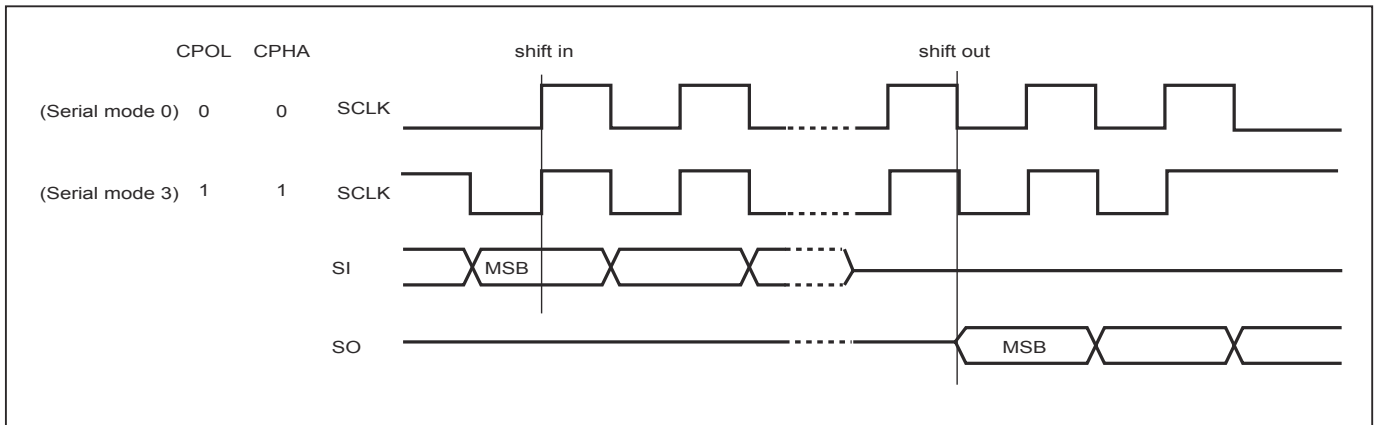 CPOL CPHA shift in shift out
(Serial mode 0) 0 0 SCLK
(Serial mode 3) 1 1 SCLK
SI MSB
SO MSB